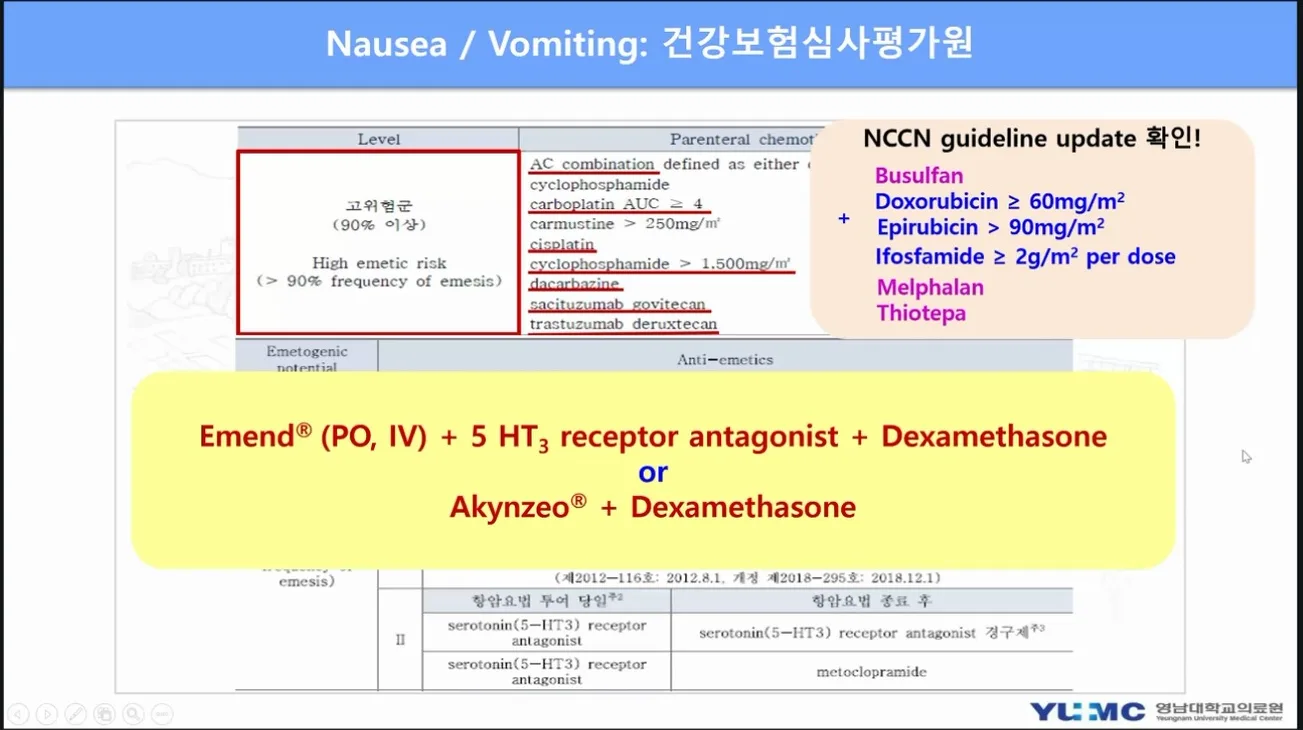 Nausea / Vomiting: 건강보험심사평가원
Level
Parenteral
고위험군
(90% 이상)
High emetic risk
(> 90% frequency of emesis)
AC combination defined as either
cyclophosphamide
carboplatin AUC ≥ 4
carmustine > 250mg/㎡
cisplatin
cyclophosphamide > 1.500mg/㎡
dacarbazine
sacituzumab govitecan
trastuzumab deruxtecan
NCCN guideline update 확인!
+
Busulfan
Doxorubicin ≥ 60mg/m²
Epirubicin > 90mg/m²
Ifosfamide ≥ 2g/m² per dose
Melphalan
Thiotepa
Emetogenic
potential
Anti-emetics
Emend® (PO, IV) + 5 HT₃ receptor antagonist + Dexamethasone
or
Akynzeo® + Dexamethasone
emesis)
(제2012-116호: 2012.8.1, 개정 제2018-295호: 2018.12.1)
항암요법 투여 당일주2
항암요법 종료 후
II
serotonin(5-HT3) receptor
antagonist
serotonin(5-HT3) receptor antagonist 경구제주3
serotonin(5-HT3) receptor
antagonist
metoclopramide
YUMC 영남대학교의료원
Yeungnam University Medical Center